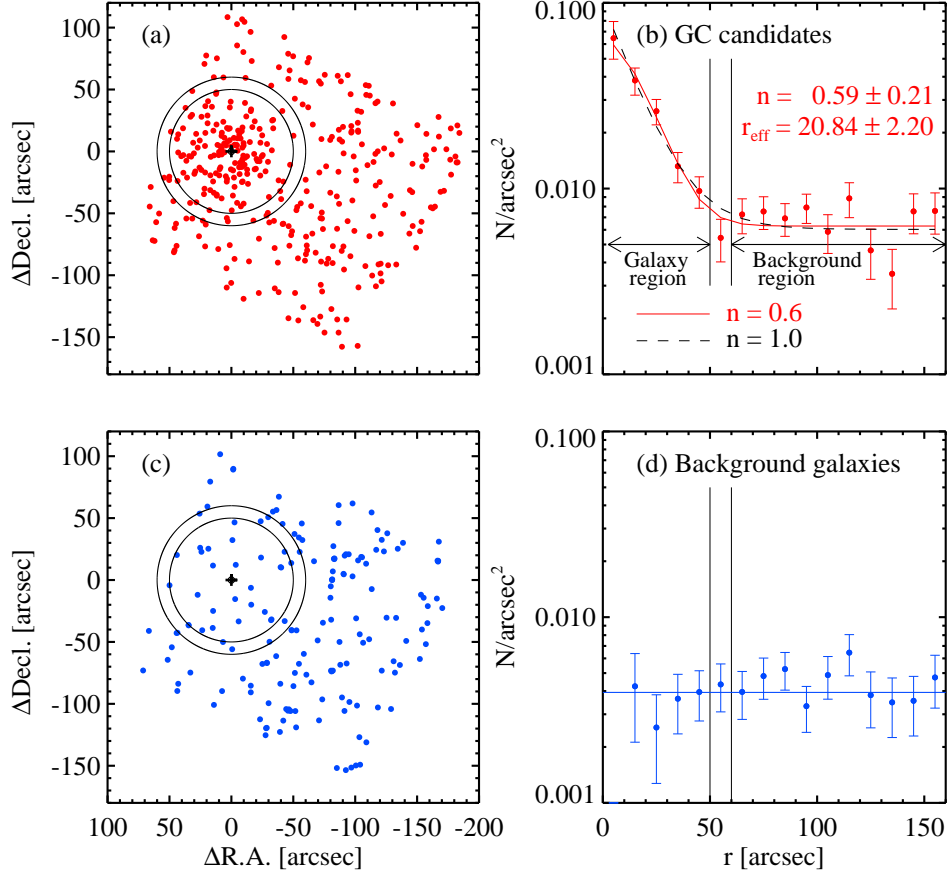 (a)
ΔDecl. [arcsec]
100
50
0
-50
-100
-150
(b) GC candidates
n = 0.59 ± 0.21
r_eff = 20.84 ± 2.20
N/arcsec²
0.100
0.010
0.001
Galaxy region
Background region
n = 0.6
n = 1.0
(c)
ΔDecl. [arcsec]
100
50
0
-50
-100
-150
100 50 0 -50 -100 -150 -200
ΔR.A. [arcsec]
(d) Background galaxies
N/arcsec²
0.100
0.010
0.001
0 50 100 150
r [arcsec]